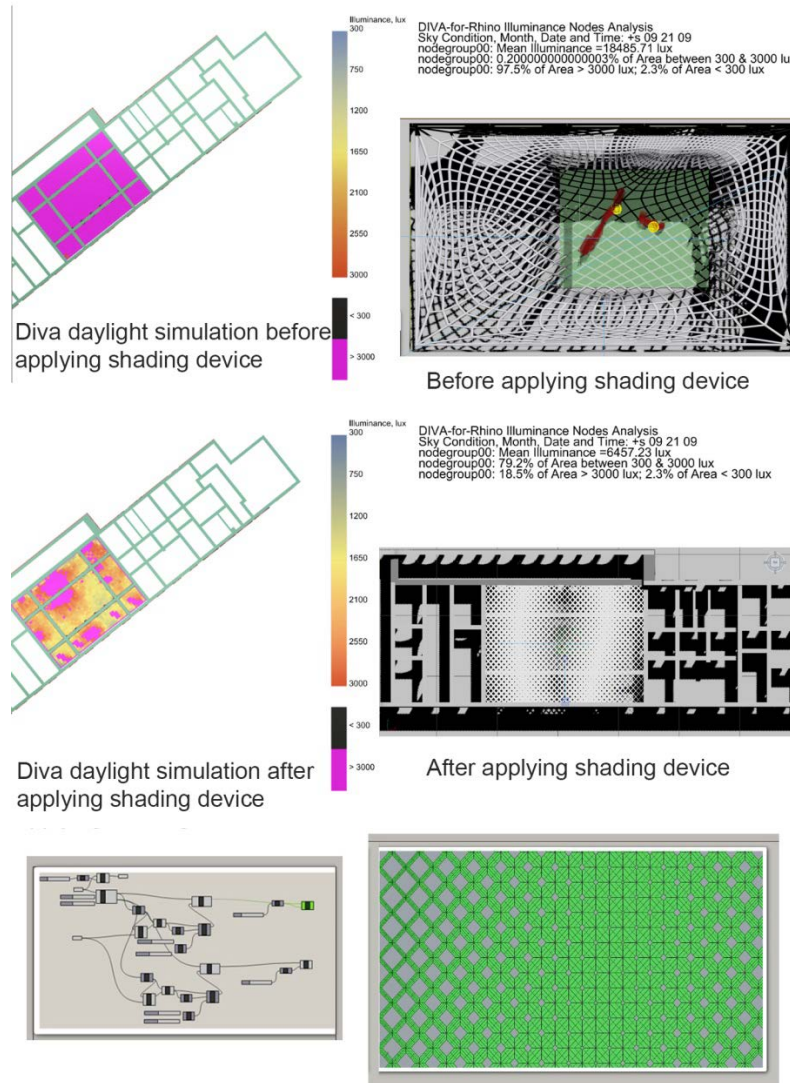 Illuminance, lux
300
750
1200
1650
2100
2550
3000
< 300
> 3000
DIVA-for-Rhino Illuminance Nodes Analysis
Sky Condition, Month, Date and Time: +s 09 21 09
nodegroup00: Mean Illuminance =18485.71 lux
nodegroup00: 0.200000000000003% of Area between 300 & 3000 lu
nodegroup00: 97.5% of Area > 3000 lux; 2.3% of Area < 300 lux
Diva daylight simulation before
applying shading device
Before applying shading device
Illuminance, lux
300
750
1200
1650
2100
2550
3000
< 300
> 3000
DIVA-for-Rhino Illuminance Nodes Analysis
Sky Condition, Month, Date and Time: +s 09 21 09
nodegroup00: Mean Illuminance =6457.23 lux
nodegroup00: 79.2% of Area between 300 & 3000 lux
nodegroup00: 18.5% of Area > 3000 lux; 2.3% of Area < 300 lux
Diva daylight simulation after
applying shading device
After applying shading device